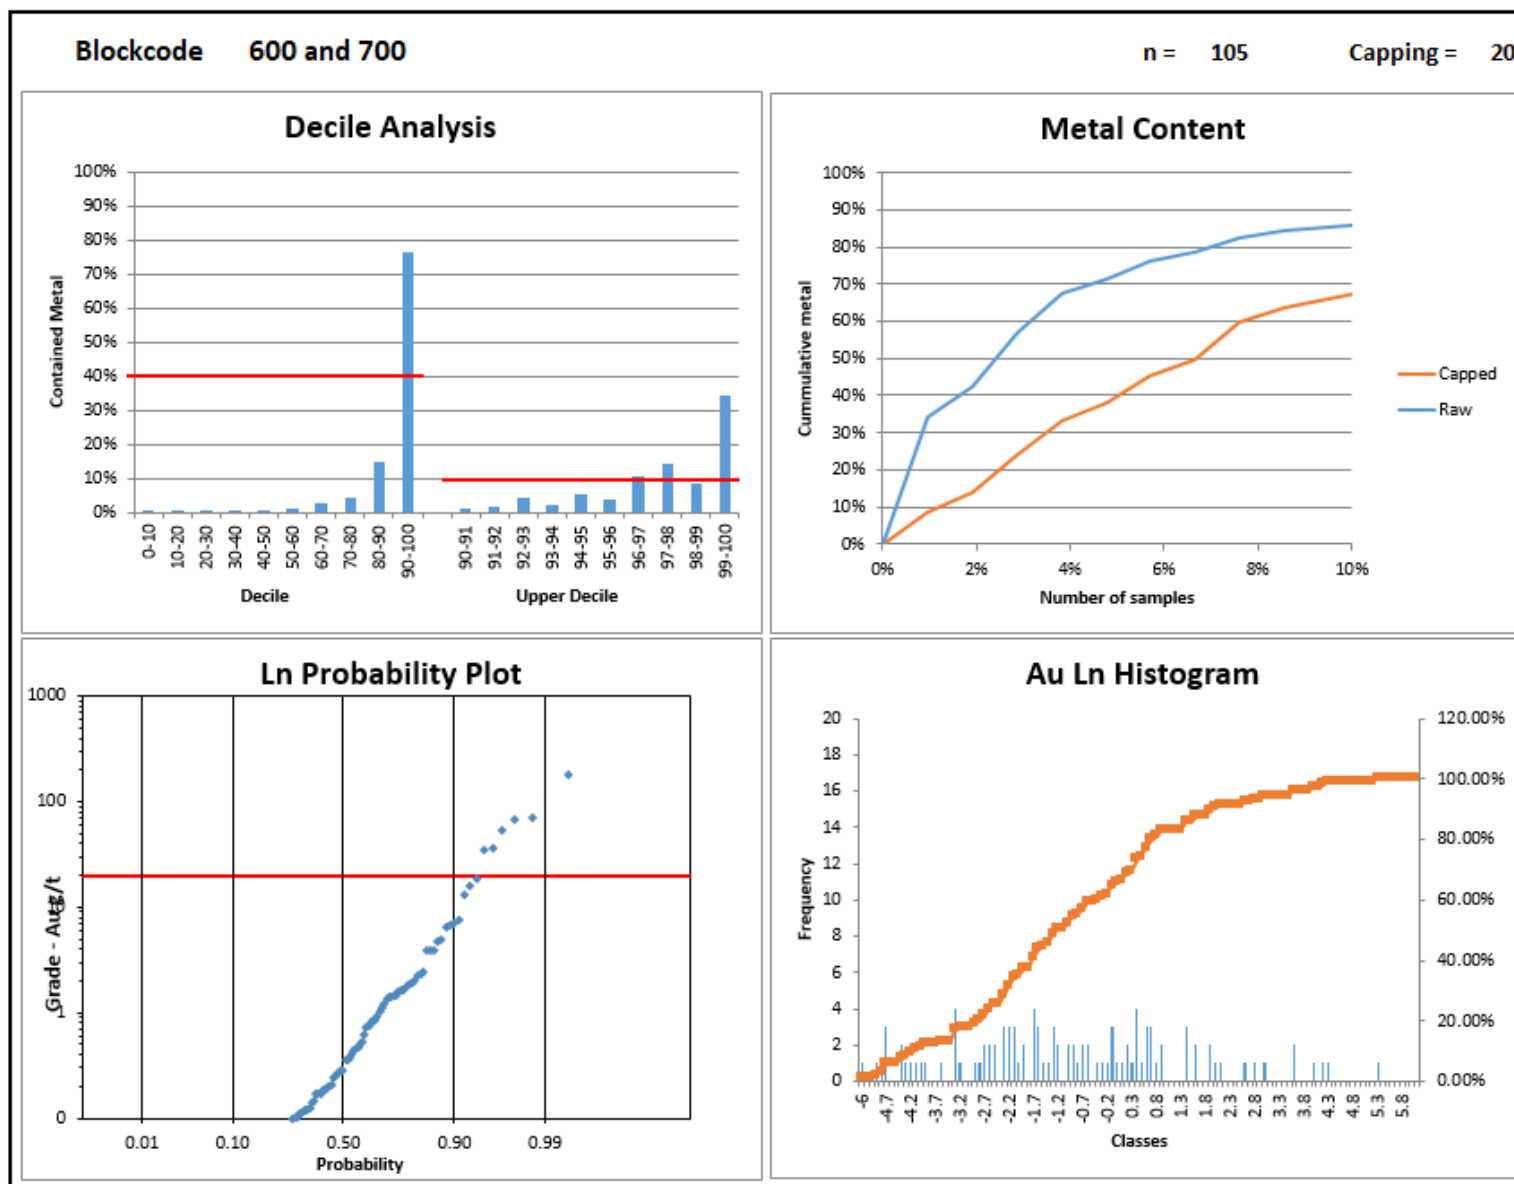 Blockcode 600 and 700 n = 105 Capping = 20
Decile Analysis
100%
90%
80%
70%
60%
50%
40%
30%
20%
10%
0%
Contained Metal
0-10 10-20 20-30 30-40 40-50 50-60 60-70 70-80 80-90 90-100 90-91 91-92 92-93 93-94 94-95 95-96 96-97 97-98 98-99 99-100
Decile Upper Decile
Metal Content
100%
90%
80%
70%
60%
50%
40%
30%
20%
10%
0%
Cummulative metal
0% 2% 4% 6% 8% 10%
Number of samples
Capped
Raw
Ln Probability Plot
1000
100
1
0
Grade - Au g/t
0.01 0.10 0.50 0.90 0.99
Probability
Au Ln Histogram
20
18
16
14
12
10
8
6
4
2
0
Frequency
120.00%
100.00%
80.00%
60.00%
40.00%
20.00%
0.00%
-6 -4.7 -4.2 -3.7 -3.2 -2.7 -2.2 -1.7 -1.2 -0.7 -0.2 0.3 0.8 1.3 1.8 2.3 2.8 3.3 3.8 4.3 4.8 5.3 5.8
Classes